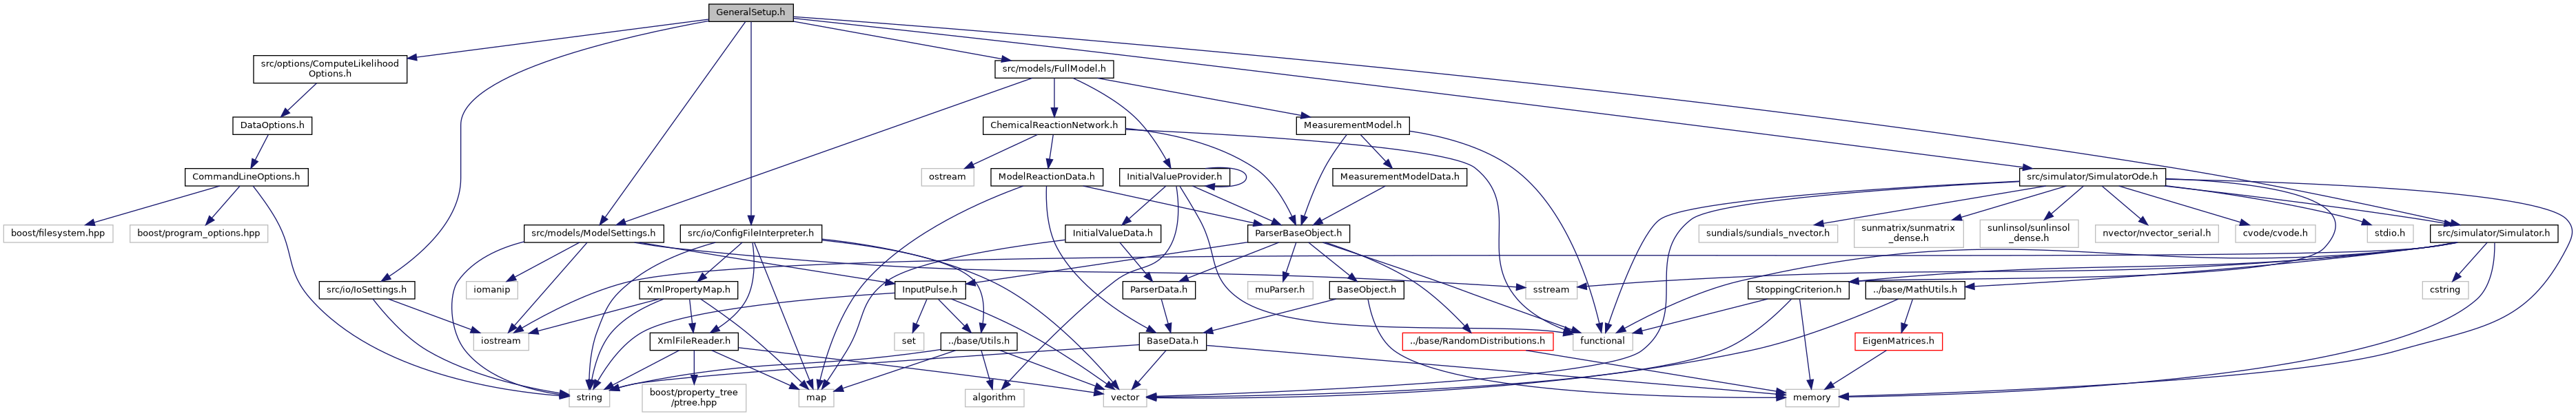 GeneralSetup.h
src/options/ComputeLikelihood
Options.h
src/models/FullModel.h
DataOptions.h
ChemicalReactionNetwork.h
MeasurementModel.h
CommandLineOptions.h
ostream
ModelReactionData.h
InitialValueProvider.h
MeasurementModelData.h
src/simulator/SimulatorOde.h
boost/filesystem.hpp
boost/program_options.hpp
src/models/ModelSettings.h
src/io/ConfigFileInterpreter.h
InitialValueData.h
ParserBaseObject.h
sundials/sundials_nvector.h
sunmatrix/sunmatrix
_dense.h
sunlinsol/sunlinsol
_dense.h
nvector/nvector_serial.h
cvode/cvode.h
stdio.h
src/simulator/Simulator.h
src/io/IoSettings.h
iomanip
XmlPropertyMap.h
InputPulse.h
ParserData.h
muParser.h
BaseObject.h
sstream
StoppingCriterion.h
../base/MathUtils.h
cstring
iostream
XmlFileReader.h
set
../base/Utils.h
BaseData.h
../base/RandomDistributions.h
functional
EigenMatrices.h
string
boost/property_tree
/ptree.hpp
map
algorithm
vector
memory